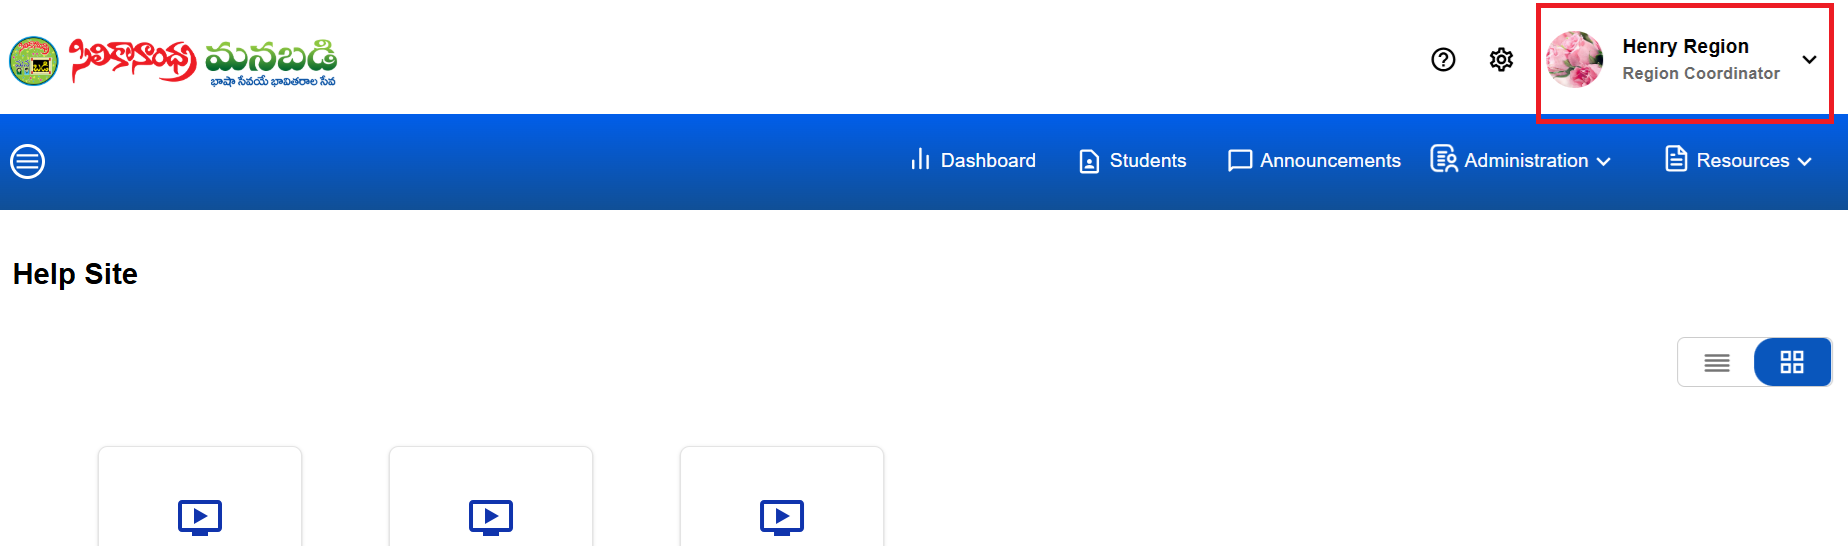 సిలికానాంధ్ర మనబడి
భాషా సేవయే భావితరాల సేవ
Henry Region
Region Coordinator
Dashboard
Students
Announcements
Administration
Resources
Help Site